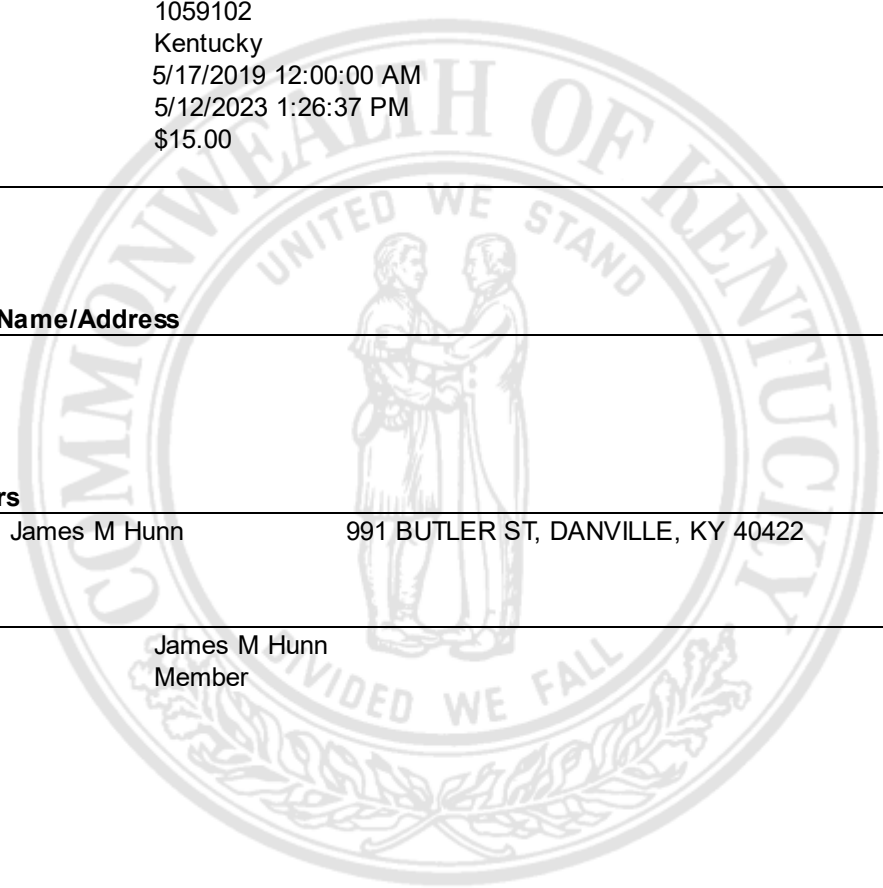 1059102
Kentucky
5/17/2019 12:00:00 AM
5/12/2023 1:26:37 PM
$15.00
COMMONWEALTH OF KENTUCKY
UNITED WE STAND
Name/Address
rs
James M Hunn 991 BUTLER ST, DANVILLE, KY 40422
James M Hunn
Member
DIVIDED WE FALL